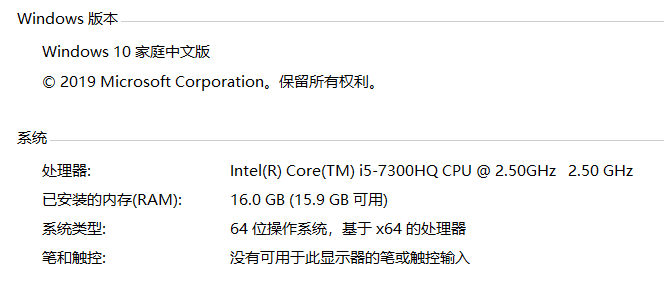 Windows 版本
Windows 10 家庭中文版
© 2019 Microsoft Corporation。保留所有权利。
系统
处理器: Intel(R) Core(TM) i5-7300HQ CPU @ 2.50GHz 2.50 GHz
已安装的内存(RAM): 16.0 GB (15.9 GB 可用)
系统类型: 64 位操作系统，基于 x64 的处理器
笔和触控: 没有可用于此显示器的笔或触控输入